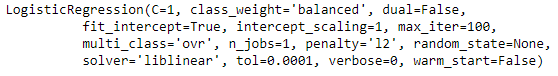 LogisticRegression(C=1, class_weight='balanced', dual=False,
fit_intercept=True, intercept_scaling=1, max_iter=100,
multi_class='ovr', n_jobs=1, penalty='l2', random_state=None,
solver='liblinear', tol=0.0001, verbose=0, warm_start=False)